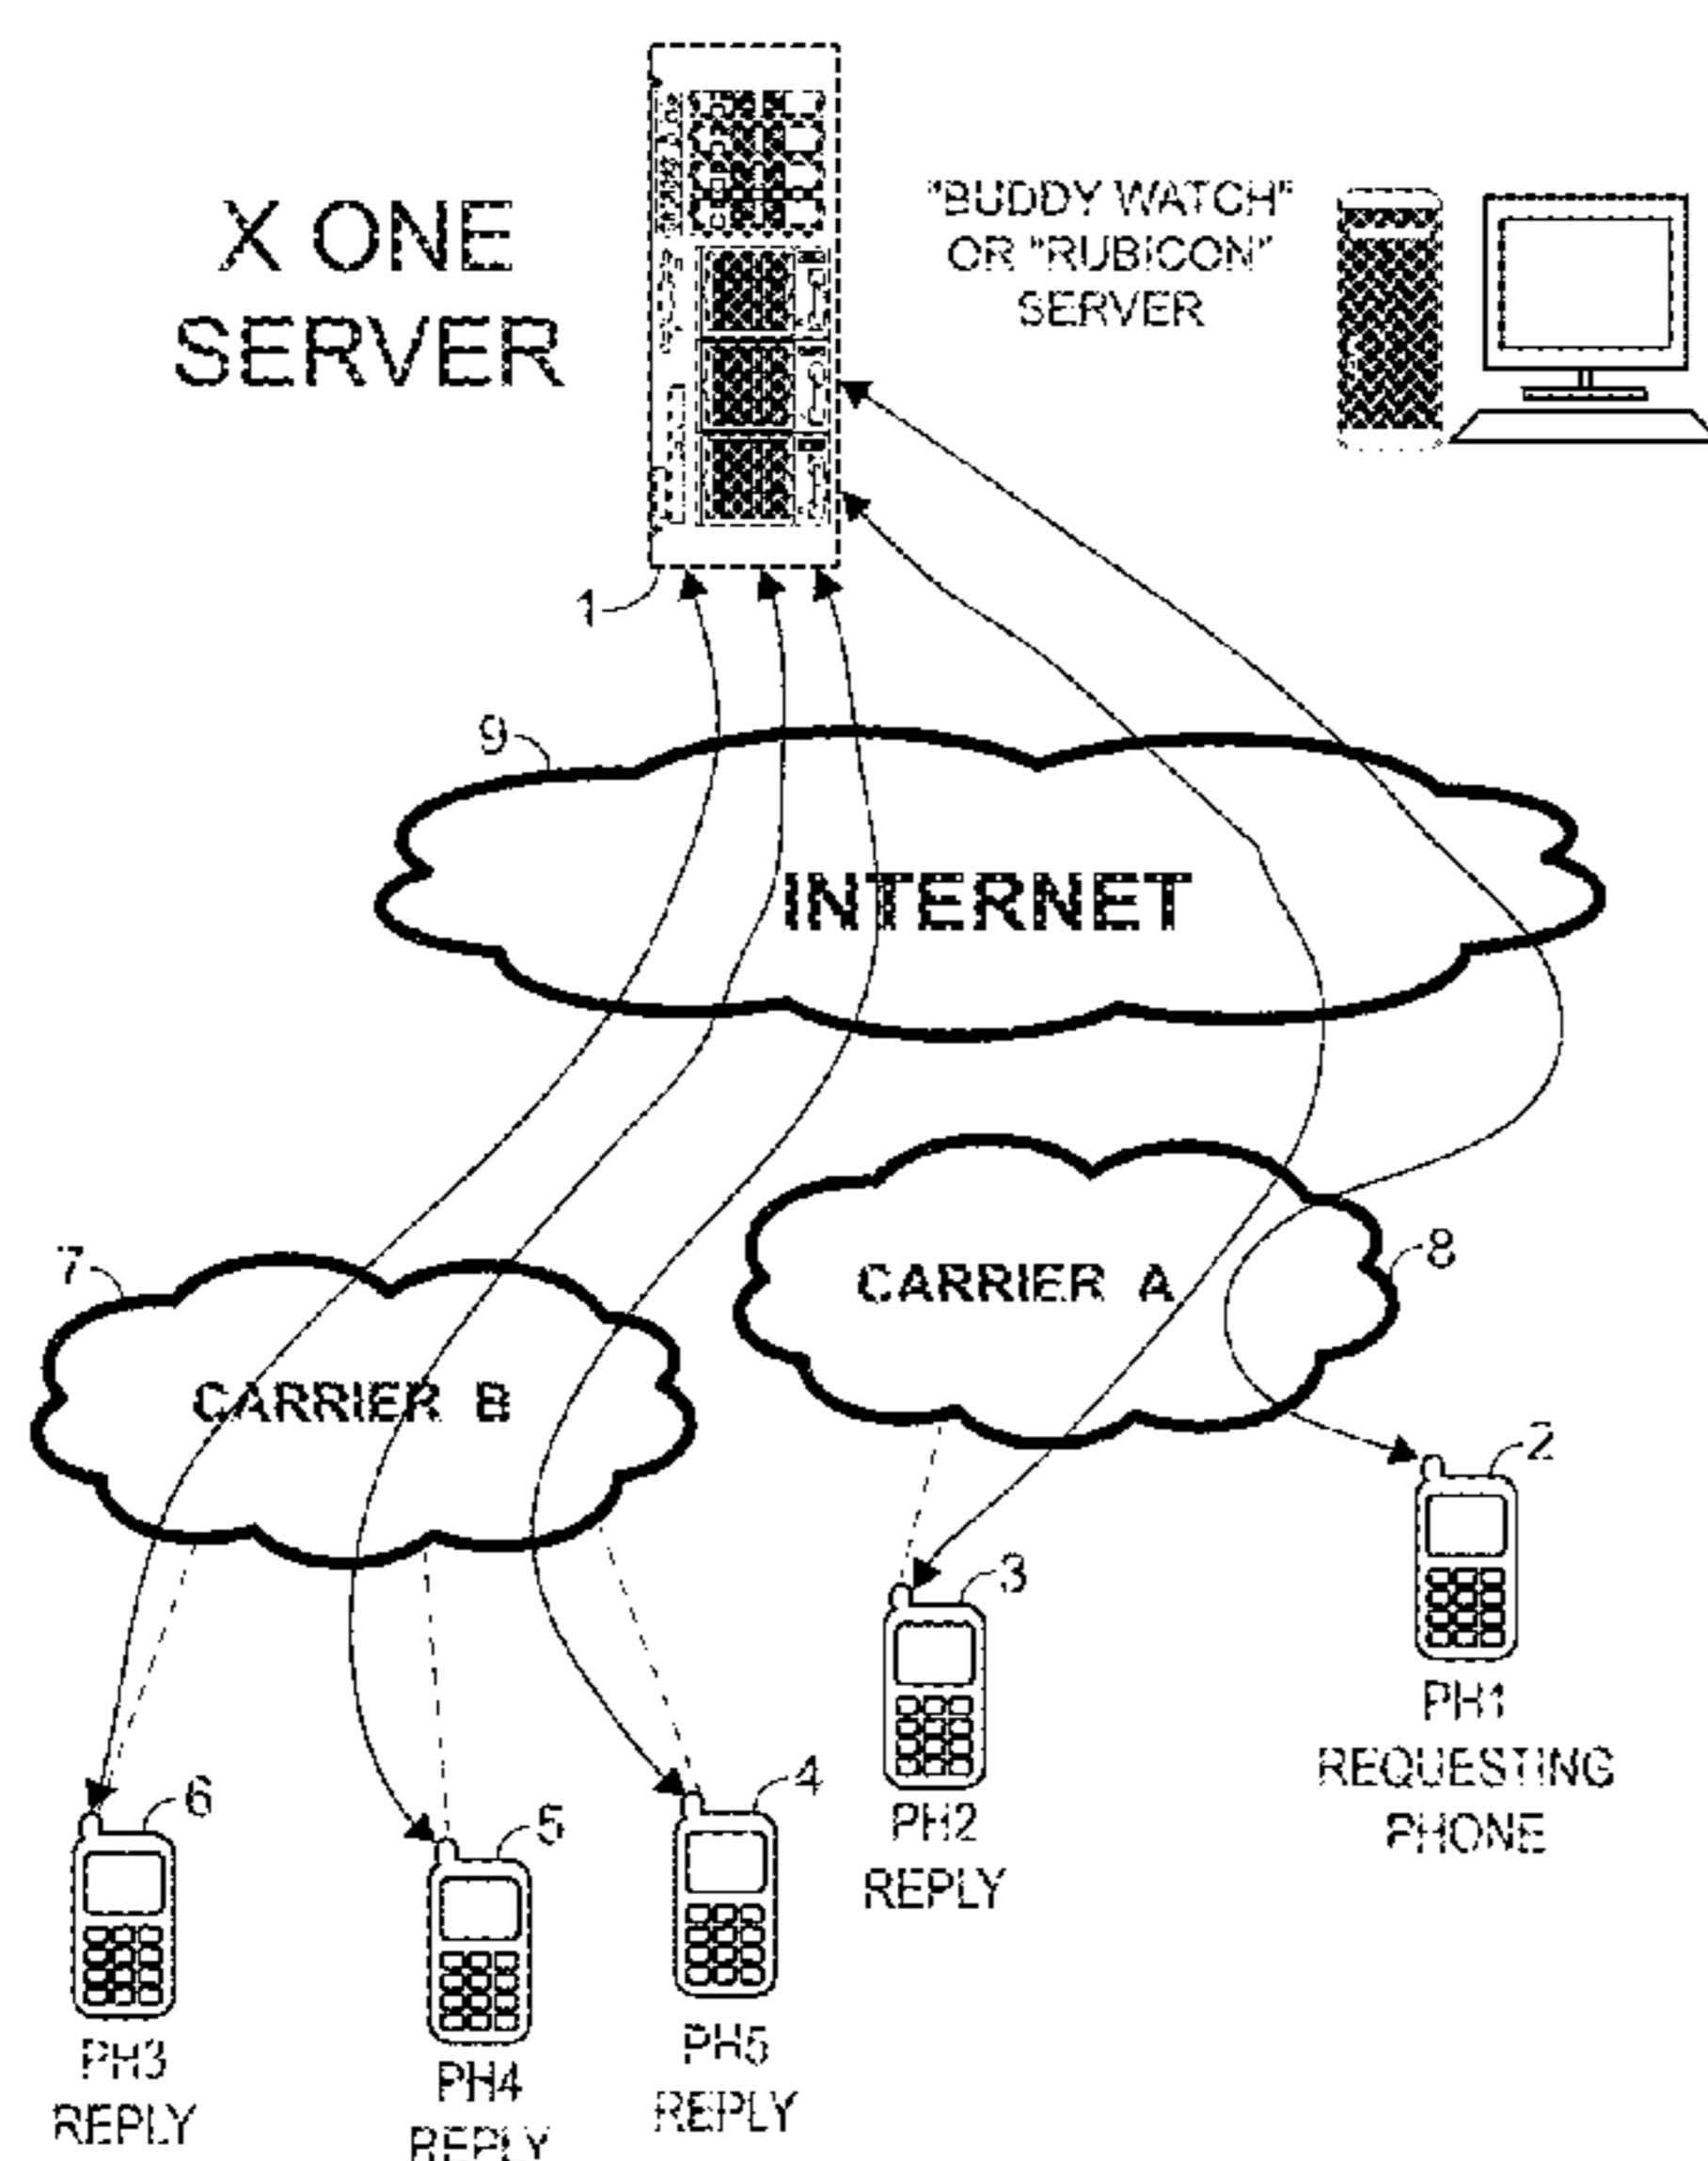 X ONE
SERVER
"BUDDY WATCH"
OR "RUBICON"
SERVER
1
9
INTERNET
7
CARRIER B
CARRIER A
8
2
PH1
REQUESTING
PHONE
3
PH2
REPLY
6
PH3
REPLY
5
PH4
REPLY
4
PH5
REPLY